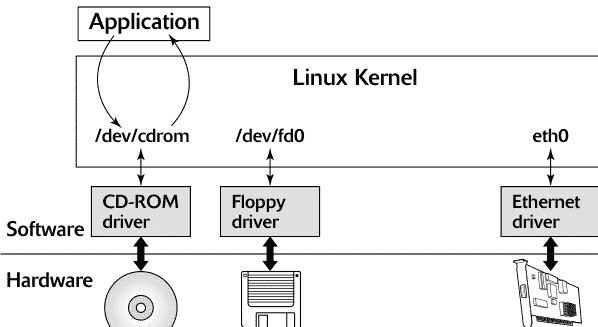 Application
Linux Kernel
/dev/cdrom
/dev/fd0
eth0
CD-ROM
driver
Floppy
driver
Ethernet
driver
Software
Hardware